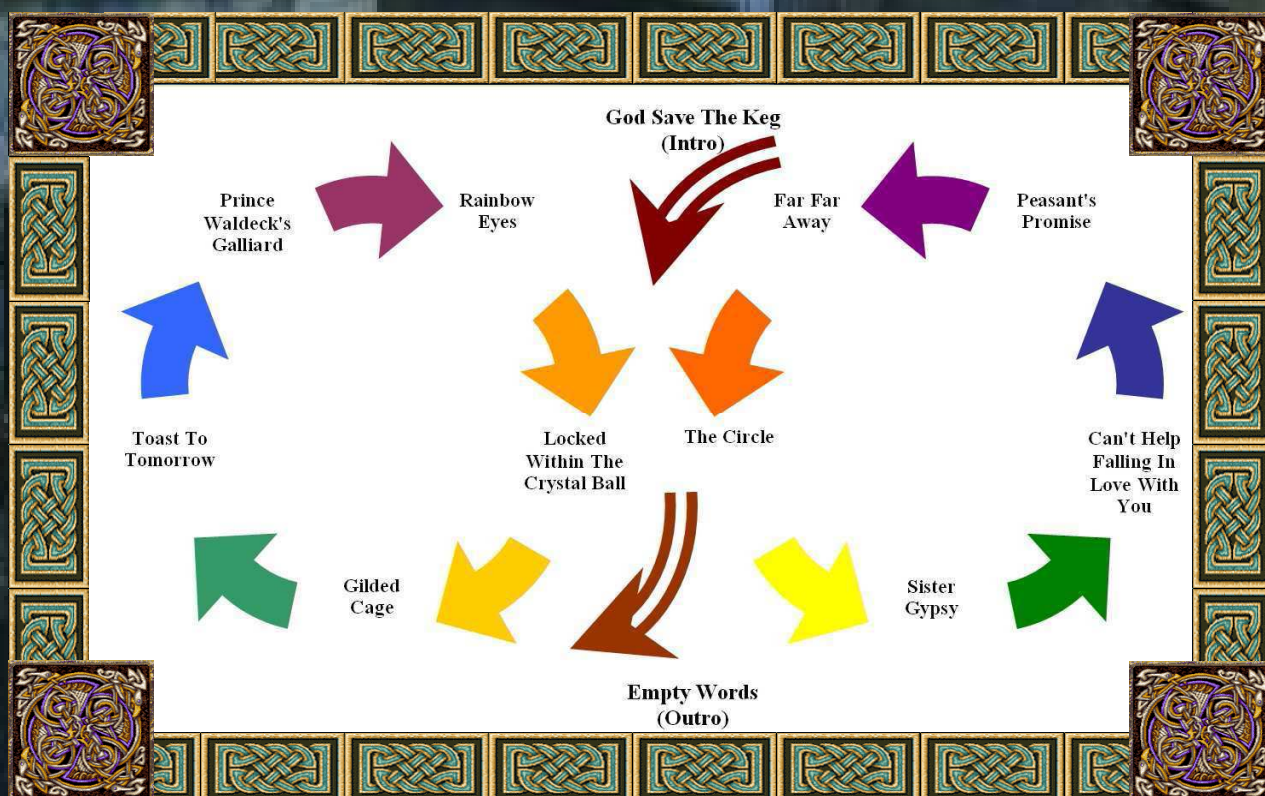 God Save The Keg
(Intro)
Prince
Waldeck's
Galliard
Rainbow
Eyes
Far Far
Away
Peasant's
Promise
Toast To
Tomorrow
Locked
Within The
Crystal Ball
The Circle
Can't Help
Falling In
Love With
You
Gilded
Cage
Sister
Gypsy
Empty Words
(Outro)